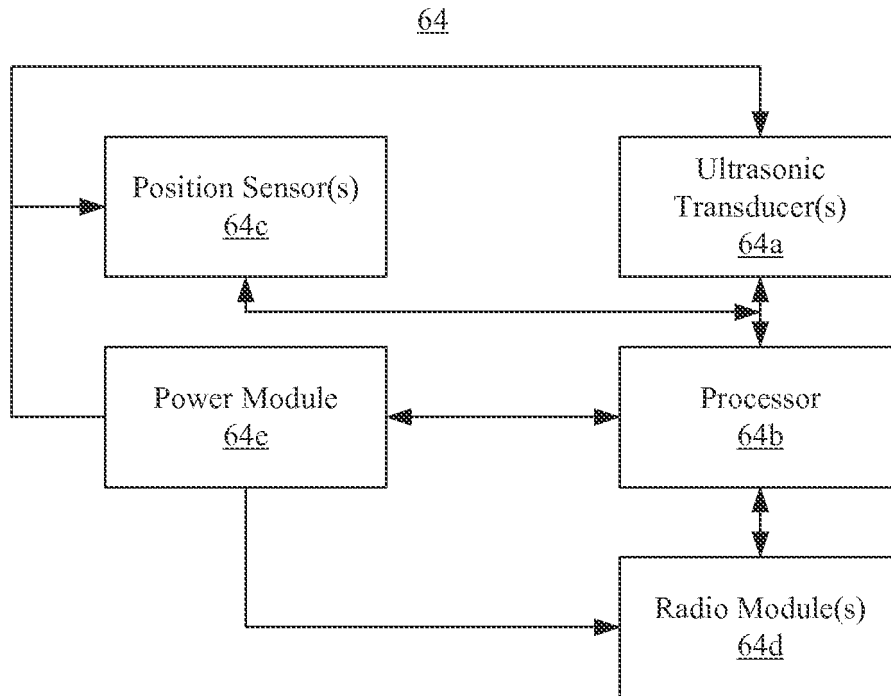 64
Position Sensor(s)
64c
Ultrasonic
Transducer(s)
64a
Power Module
64e
Processor
64b
Radio Module(s)
64d